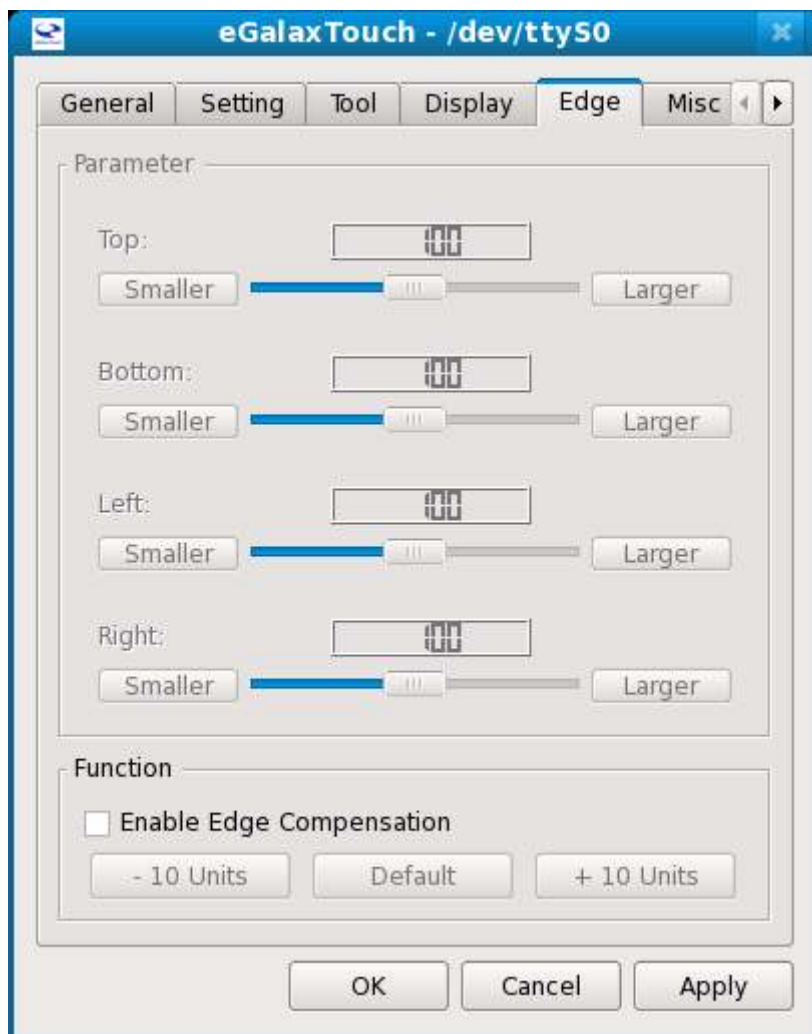 eGalaxTouch - /dev/ttyS0
General Setting Tool Display Edge Misc
Parameter
Top: 100
Smaller Larger
Bottom: 100
Smaller Larger
Left: 100
Smaller Larger
Right: 100
Smaller Larger
Function
Enable Edge Compensation
- 10 Units Default + 10 Units
OK Cancel Apply